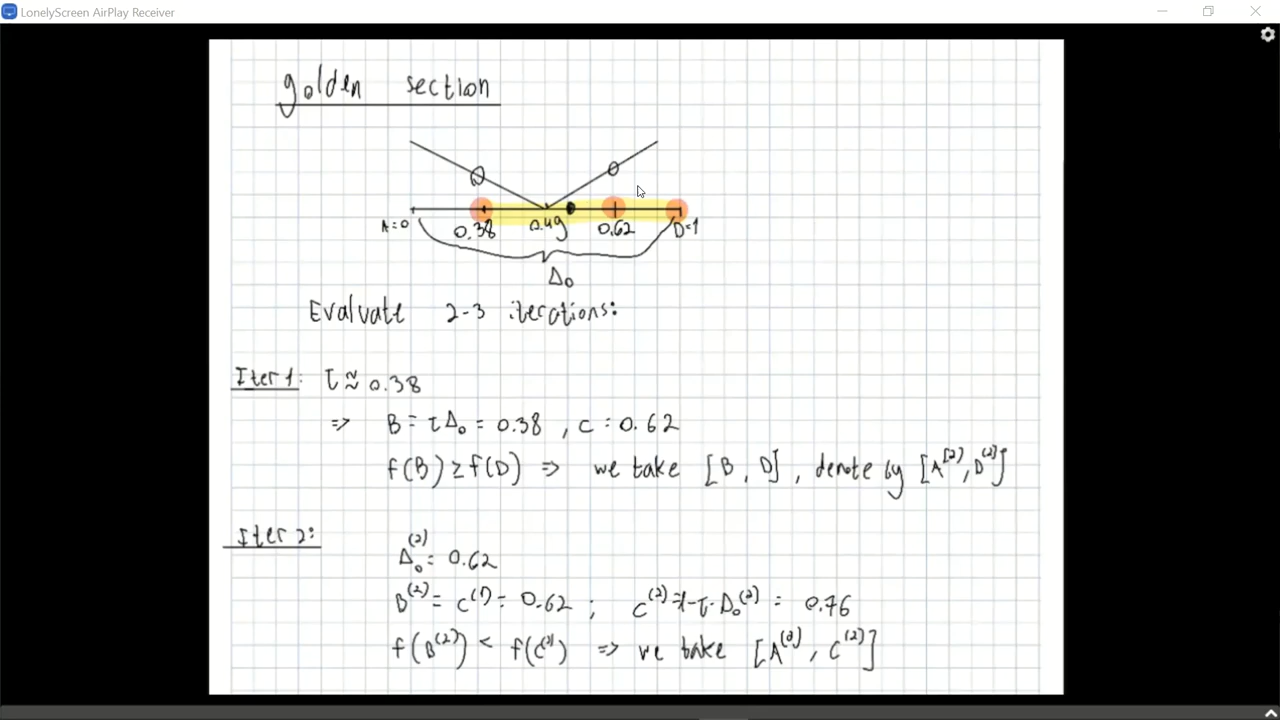 LonelyScreen AirPlay Receiver
golden section
A=0 0.38 0.49 0.62 D=1
Δ₀
Evaluate 2-3 iterations:
Iter 1: τ ≈ 0.38
=> B = τΔ₀ = 0.38 , C = 0.62
f(B) ≥ f(D) => we take [B , D] , denote by [A⁽²⁾, D⁽²⁾]
Iter 2:
Δ₀⁽²⁾ = 0.62
B⁽²⁾ = C⁽¹⁾ = 0.62 ; C⁽²⁾ = 1-τ·Δ₀⁽²⁾ = 0.76
f(B⁽²⁾) < f(C⁽²⁾) => we take [A⁽²⁾, C⁽²⁾]